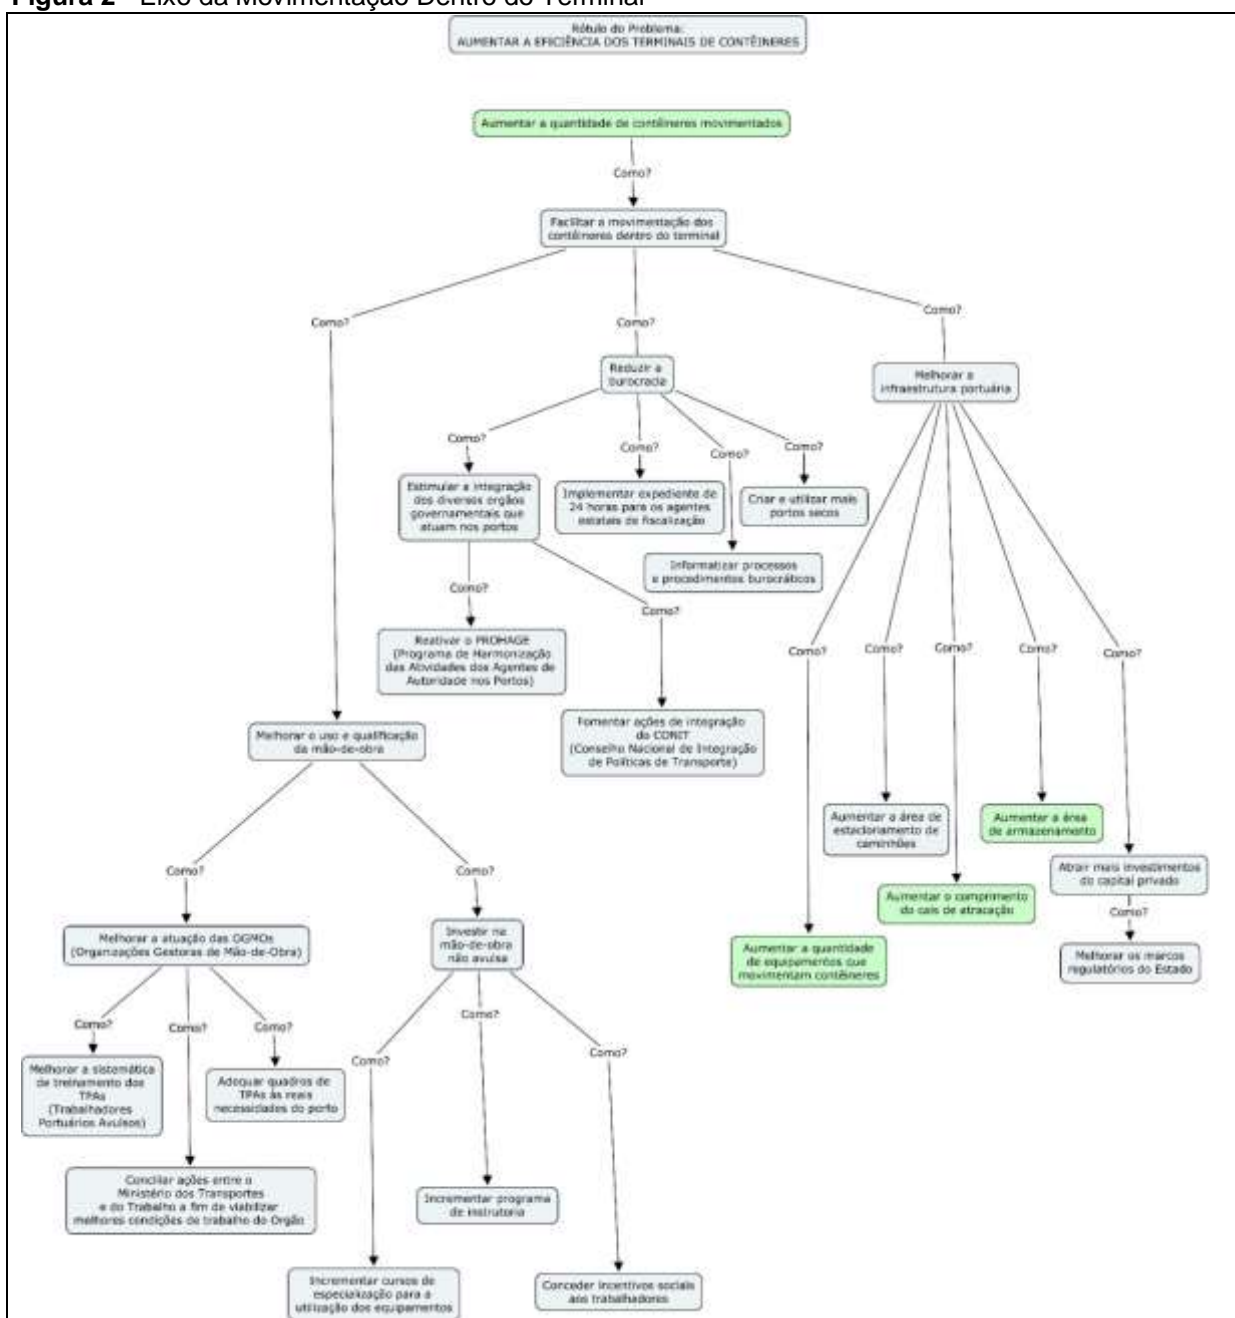 Figura 2 - Eixo da Movimentação Dentro do Terminal
Rótulo do Problema:
AUMENTAR A EFICIÊNCIA DOS TERMINAIS DE CONTÊINERES
Aumentar a quantidade de contêineres movimentados
Como?
Facilitar a movimentação dos
contêineres dentro do terminal
Como?
Como?
Como?
Reduzir a
burocracia
Melhorar a
infraestrutura portuária
Como?
Como?
Como?
Como?
Estimular a integração
dos diversos orgãos
governamentais que
atuam nos portos
Implementar expediente de
24 horas para os agentes
estatais de fiscalização
Criar e utilizar mais
portos secos
Informatizar processos
e procedimentos burocráticos
Como?
Como?
Reativar o PROHAGE
(Programa de Harmonização
das Atividades dos Agentes de
Autoridade nos Portos)
Fomentar ações de integração
do CONIT
(Conselho Nacional de Integração
de Políticas de Transporte)
Como?
Como?
Como?
Como?
Como?
Melhorar o uso e qualificação
da mão-de-obra
Aumentar a área de
estacionamento de
caminhões
Aumentar a área
de armazenamento
Atrair mais investimentos
do capital privado
Aumentar o comprimento
do cais de atracação
Como?
Aumentar a quantidade
de equipamentos que
movimentam contêineres
Melhorar os marcos
regulatórios do Estado
Como?
Como?
Melhorar a atuação das OGMOs
(Organizações Gestoras de Mão-de-Obra)
Investir na
mão-de-obra
não avulsa
Como?
Como?
Como?
Como?
Como?
Como?
Melhorar a sistemática
de treinamento dos
TPAs
(Trabalhadores
Portuários Avulsos)
Adequar quadros de
TPAs às reais
necessidades do porto
Conciliar ações entre o
Ministério dos Transportes
e do Trabalho a fim de viabilizar
melhores condições de trabalho do Orgão
Incrementar programa
de instrutoria
Incrementar cursos de
especialização para a
utilização dos equipamentos
Conceder incentivos sociais
aos trabalhadores